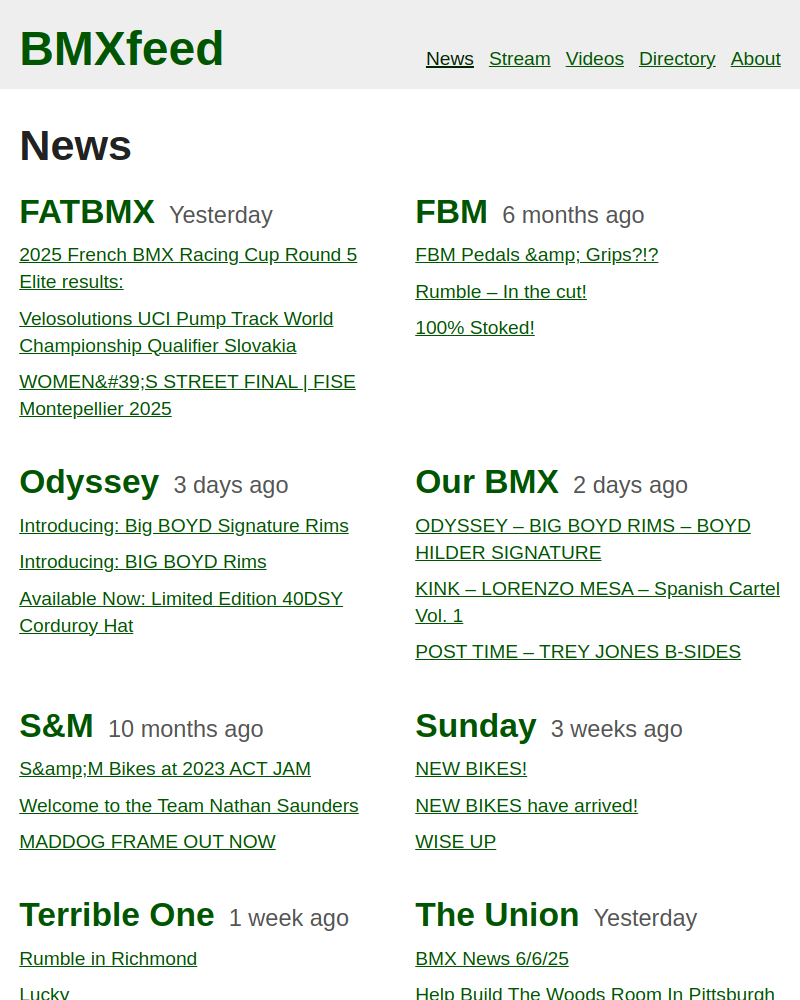 BMXfeed
News Stream Videos Directory About
News
FATBMX Yesterday
2025 French BMX Racing Cup Round 5
Elite results:
Velosolutions UCI Pump Track World
Championship Qualifier Slovakia
WOMEN&#39;S STREET FINAL | FISE
Montepellier 2025
FBM 6 months ago
FBM Pedals &amp; Grips?!?
Rumble – In the cut!
100% Stoked!
Odyssey 3 days ago
Introducing: Big BOYD Signature Rims
Introducing: BIG BOYD Rims
Available Now: Limited Edition 40DSY
Corduroy Hat
Our BMX 2 days ago
ODYSSEY – BIG BOYD RIMS – BOYD
HILDER SIGNATURE
KINK – LORENZO MESA – Spanish Cartel
Vol. 1
POST TIME – TREY JONES B-SIDES
S&M 10 months ago
S&amp;M Bikes at 2023 ACT JAM
Welcome to the Team Nathan Saunders
MADDOG FRAME OUT NOW
Sunday 3 weeks ago
NEW BIKES!
NEW BIKES have arrived!
WISE UP
Terrible One 1 week ago
Rumble in Richmond
Lucky
The Union Yesterday
BMX News 6/6/25
Help Build The Woods Room In Pittsburgh